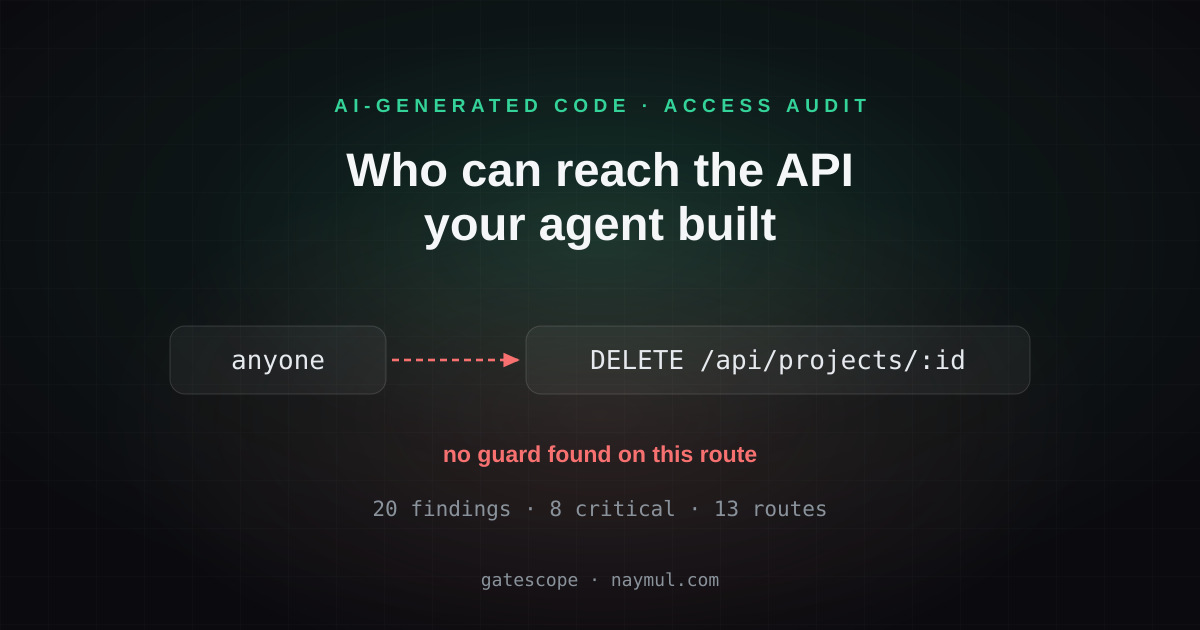 AI-GENERATED CODE · ACCESS AUDIT
Who can reach the API
your agent built
anyone
DELETE /api/projects/:id
no guard found on this route
20 findings · 8 critical · 13 routes
gatescope · naymul.com